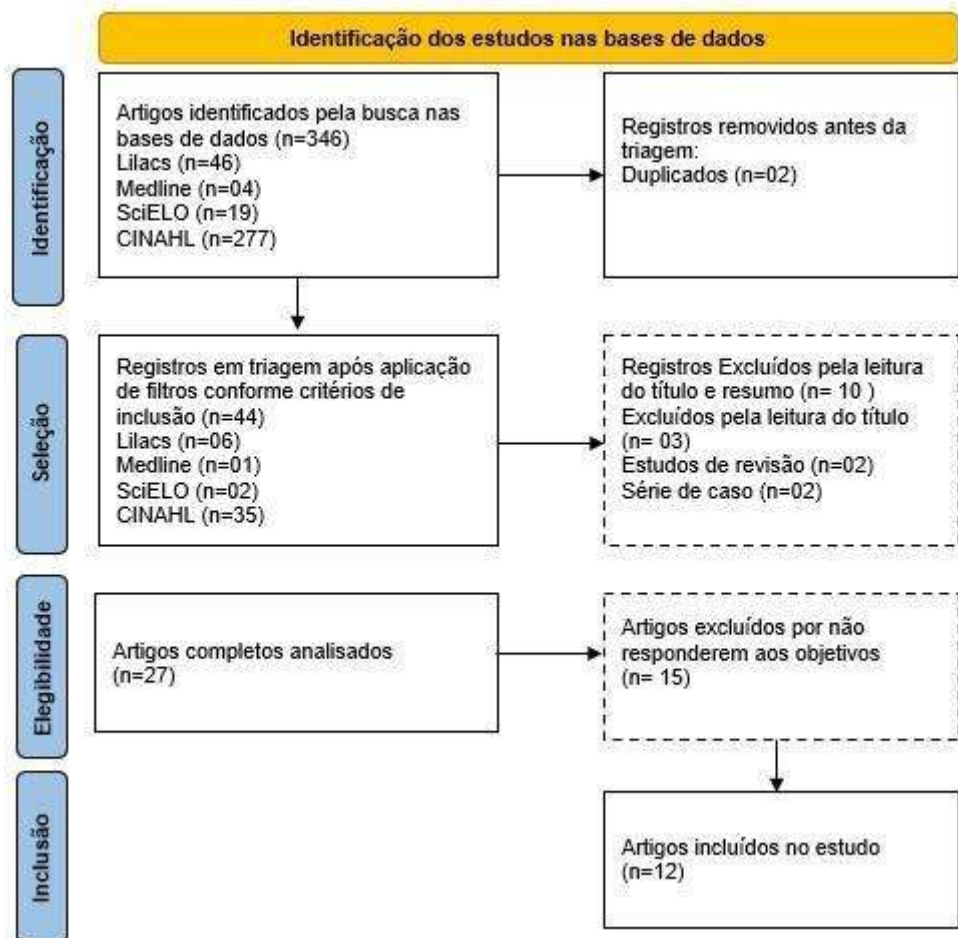 Identificação dos estudos nas bases de dados
Identificação
Artigos identificados pela busca nas
bases de dados (n=346)
Lilacs (n=46)
Medline (n=04)
SciELO (n=19)
CINAHL (n=277)
Registros removidos antes da
triagem:
Duplicados (n=02)
Seleção
Registros em triagem após aplicação
de filtros conforme critérios de
inclusão (n=44)
Lilacs (n=06)
Medline (n=01)
SciELO (n=02)
CINAHL (n=35)
Registros Excluídos pela leitura
do título e resumo (n= 10 )
Excluídos pela leitura do título
(n= 03)
Estudos de revisão (n=02)
Série de caso (n=02)
Elegibilidade
Artigos completos analisados
(n=27)
Artigos excluídos por não
responderem aos objetivos
(n= 15)
Inclusão
Artigos incluídos no estudo
(n=12)